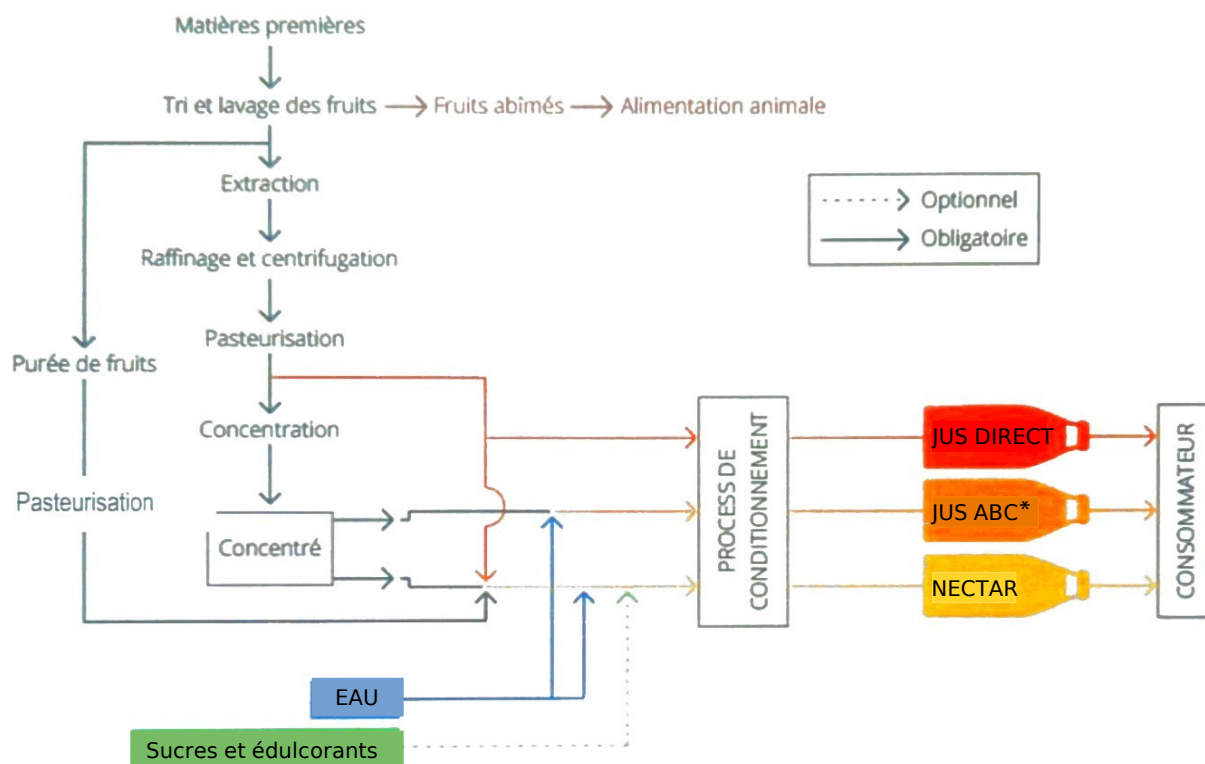 Matières premières
Tri et lavage des fruits
Fruits abîmés
Alimentation animale
Extraction
Optionnel
Obligatoire
Raffinage et centrifugation
Pasteurisation
Purée de fruits
Concentration
Pasteurisation
Concentré
PROCESS DE
CONDITIONNEMENT
JUS DIRECT
JUS ABC*
NECTAR
CONSOMMATEUR
EAU
Sucres et édulcorants